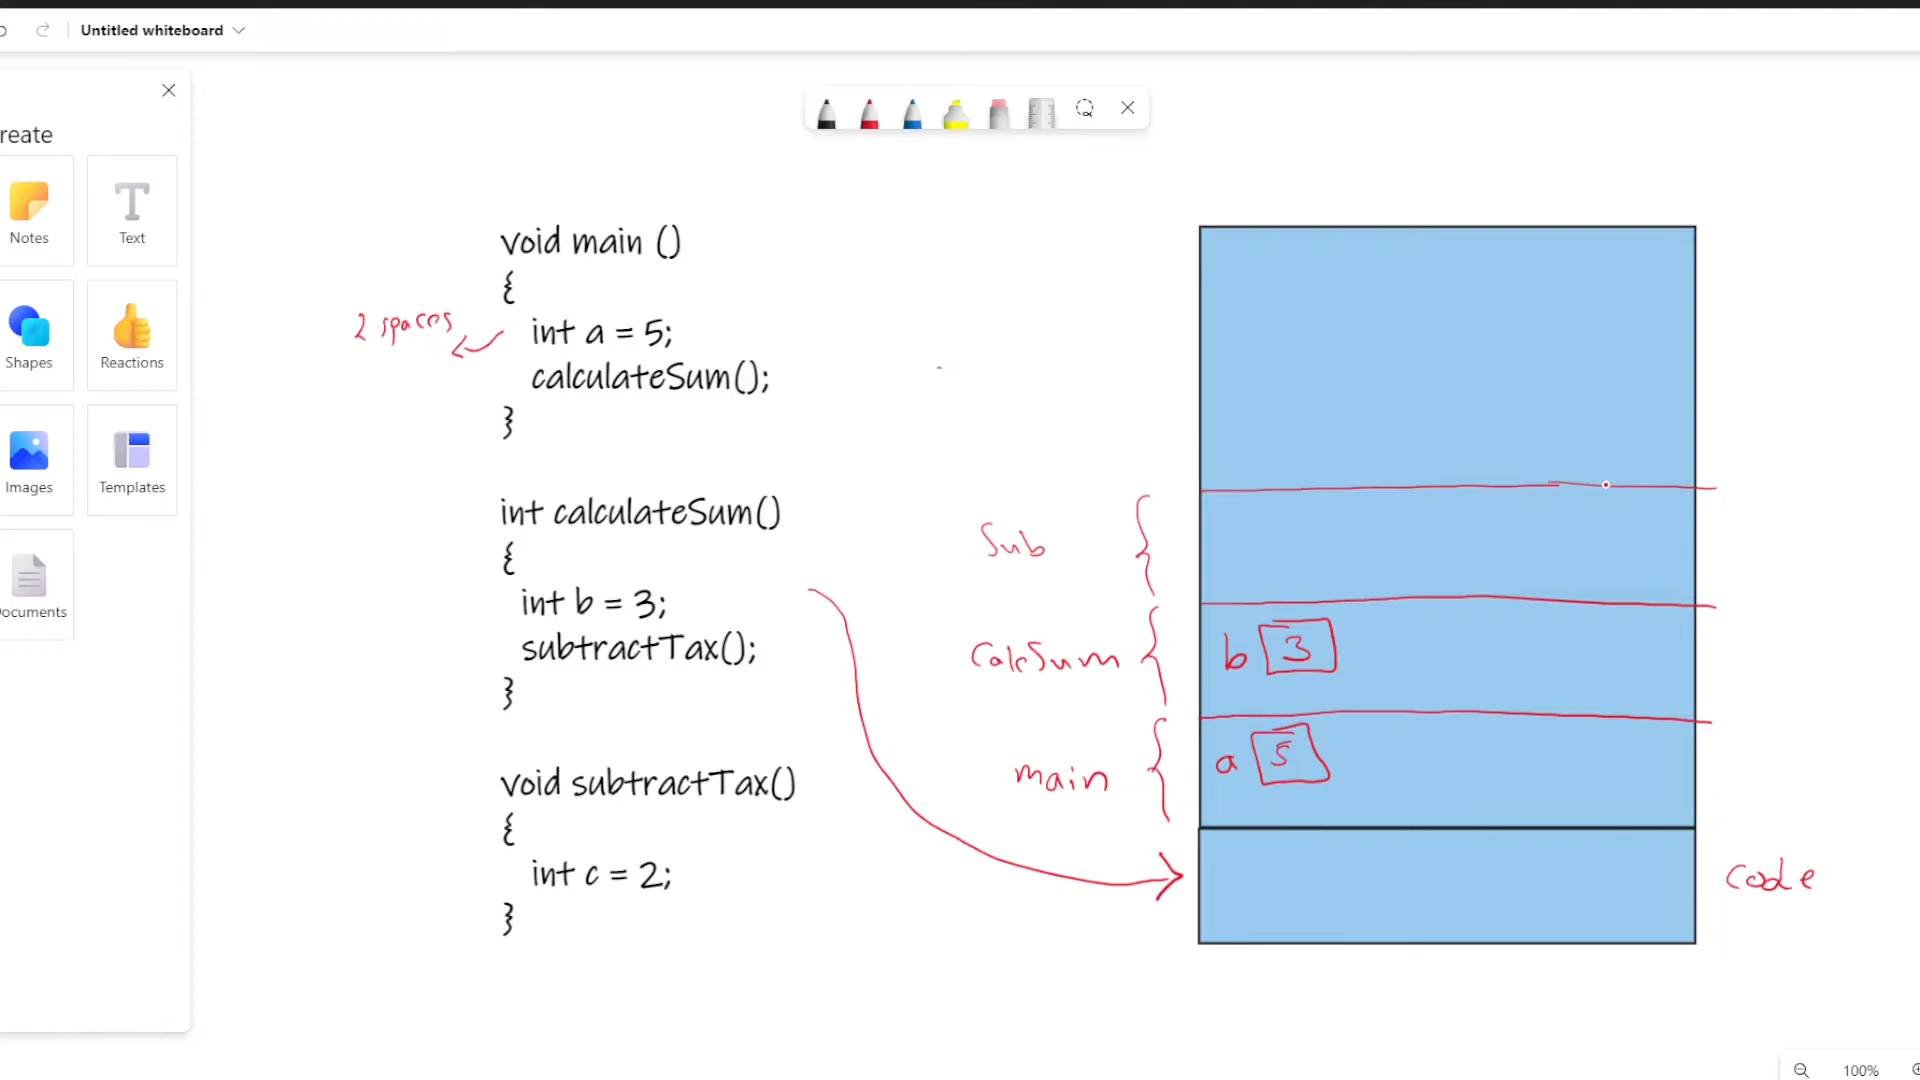 Untitled whiteboard
reate
Notes
Text
Shapes
Reactions
Images
Templates
ocuments
void main ()
{
2 spaces
int a = 5;
calculateSum();
}
int calculateSum()
{
int b = 3;
subtractTax();
}
void subtractTax()
{
int c = 2;
}
Sub
CalcSum
b 3
main
a 5
Code
100%